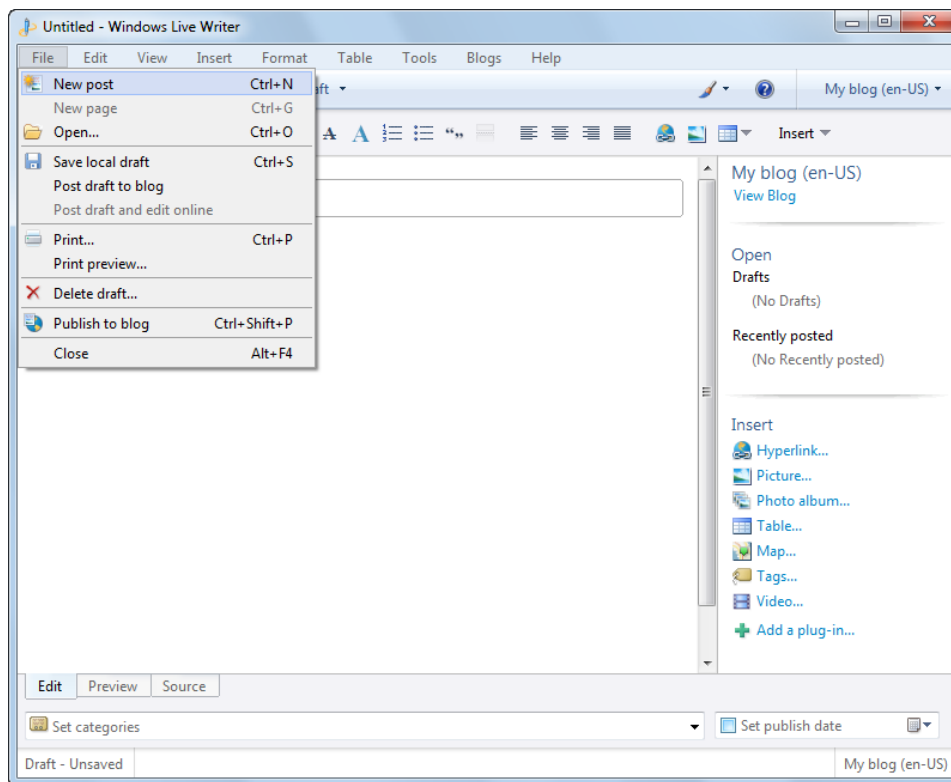 Untitled - Windows Live Writer
File Edit View Insert Format Table Tools Blogs Help
New post Ctrl+N
My blog (en-US)
New page Ctrl+G
Open... Ctrl+O
Insert
Save local draft Ctrl+S
Post draft to blog
Post draft and edit online
Print... Ctrl+P
Print preview...
Delete draft...
Publish to blog Ctrl+Shift+P
Close Alt+F4
My blog (en-US)
View Blog
Open
Drafts
(No Drafts)
Recently posted
(No Recently posted)
Insert
Hyperlink...
Picture...
Photo album...
Table...
Map...
Tags...
Video...
Add a plug-in...
Edit Preview Source
Set categories
Set publish date
Draft - Unsaved
My blog (en-US)